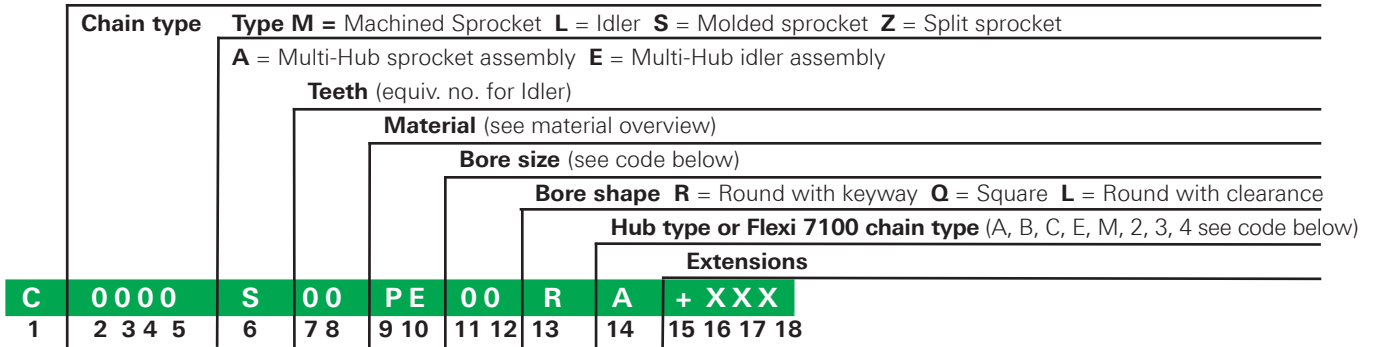 Chain type Type M = Machined Sprocket L = Idler S = Molded sprocket Z = Split sprocket
A = Multi-Hub sprocket assembly E = Multi-Hub idler assembly
Teeth (equiv. no. for Idler)
Material (see material overview)
Bore size (see code below)
Bore shape R = Round with keyway Q = Square L = Round with clearance
Hub type or Flexi 7100 chain type (A, B, C, E, M, 2, 3, 4 see code below)
Extensions
C 0000 S 00 PE 00 R A + XXX
1 2 3 4 5 6 7 8 9 10 11 12 13 14 15 16 17 18